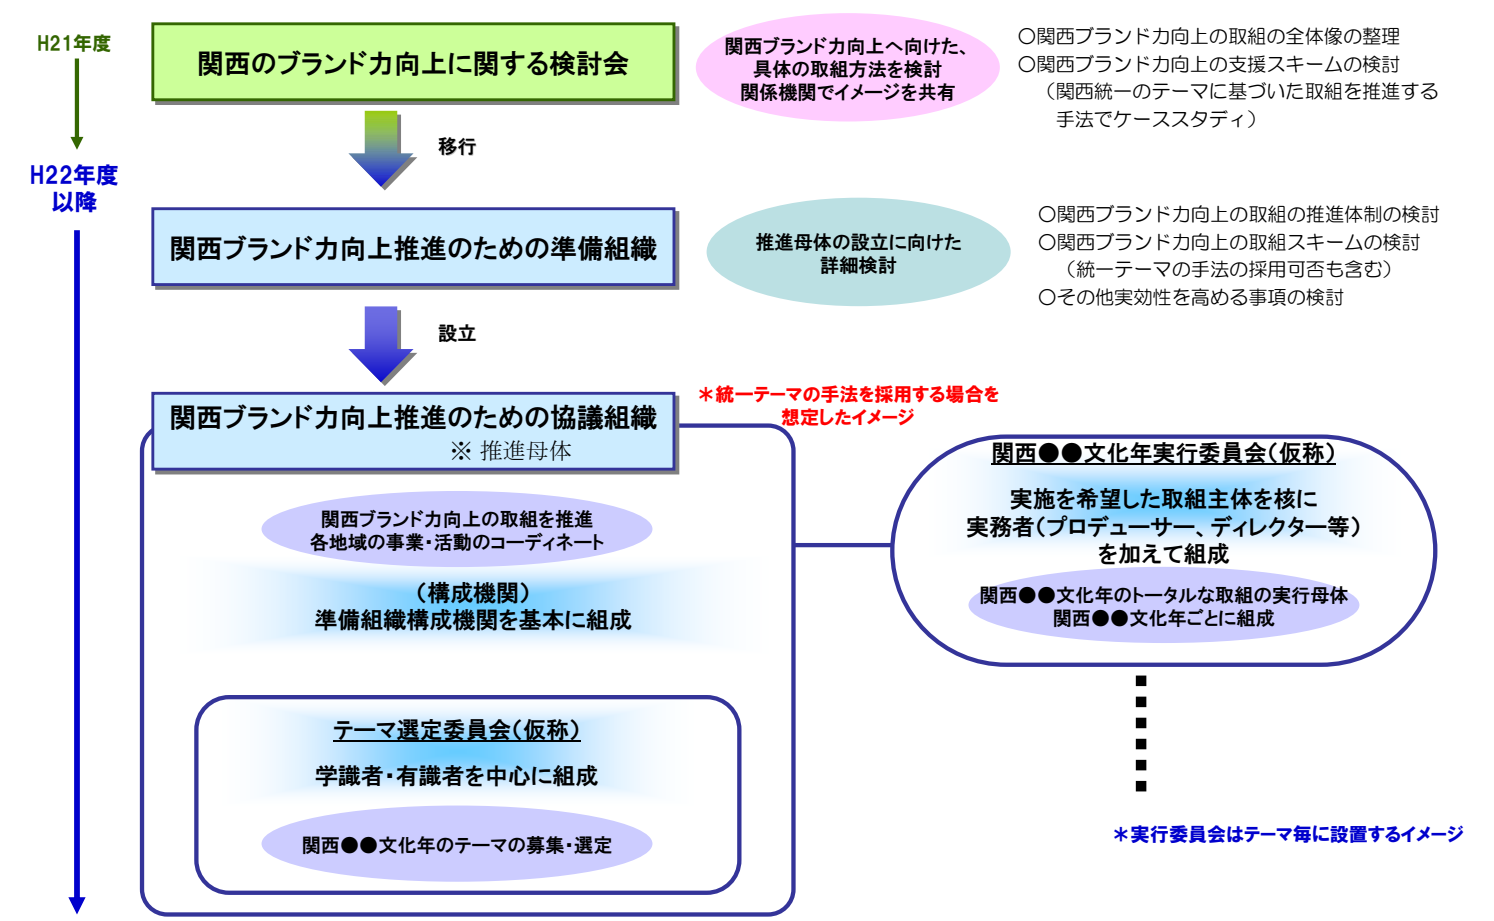 H21年度
関西のブランド力向上に関する検討会
関西ブランド力向上へ向けた、
具体の取組方法を検討
関係機関でイメージを共有
○関西ブランド力向上の取組の全体像の整理
○関西ブランド力向上の支援スキームの検討
（関西統一のテーマに基づいた取組を推進する
手法でケーススタディ）
移行
H22年度
以降
関西ブランド力向上推進のための準備組織
推進母体の設立に向けた
詳細検討
○関西ブランド力向上の取組の推進体制の検討
○関西ブランド力向上の取組スキームの検討
（統一テーマの手法の採用可否も含む）
○その他実効性を高める事項の検討
設立
関西ブランド力向上推進のための協議組織
※ 推進母体
＊統一テーマの手法を採用する場合を
想定したイメージ
関西ブランド力向上の取組を推進
各地域の事業・活動のコーディネート
（構成機関）
準備組織構成機関を基本に組成
テーマ選定委員会（仮称）
学識者・有識者を中心に組成
関西●●文化年のテーマの募集・選定
関西●●文化年実行委員会（仮称）
実施を希望した取組主体を核に
実務者（プロデューサー、ディレクター等）
を加えて組成
関西●●文化年のトータルな取組の実行母体
関西●●文化年ごとに組成
＊実行委員会はテーマ毎に設置するイメージ